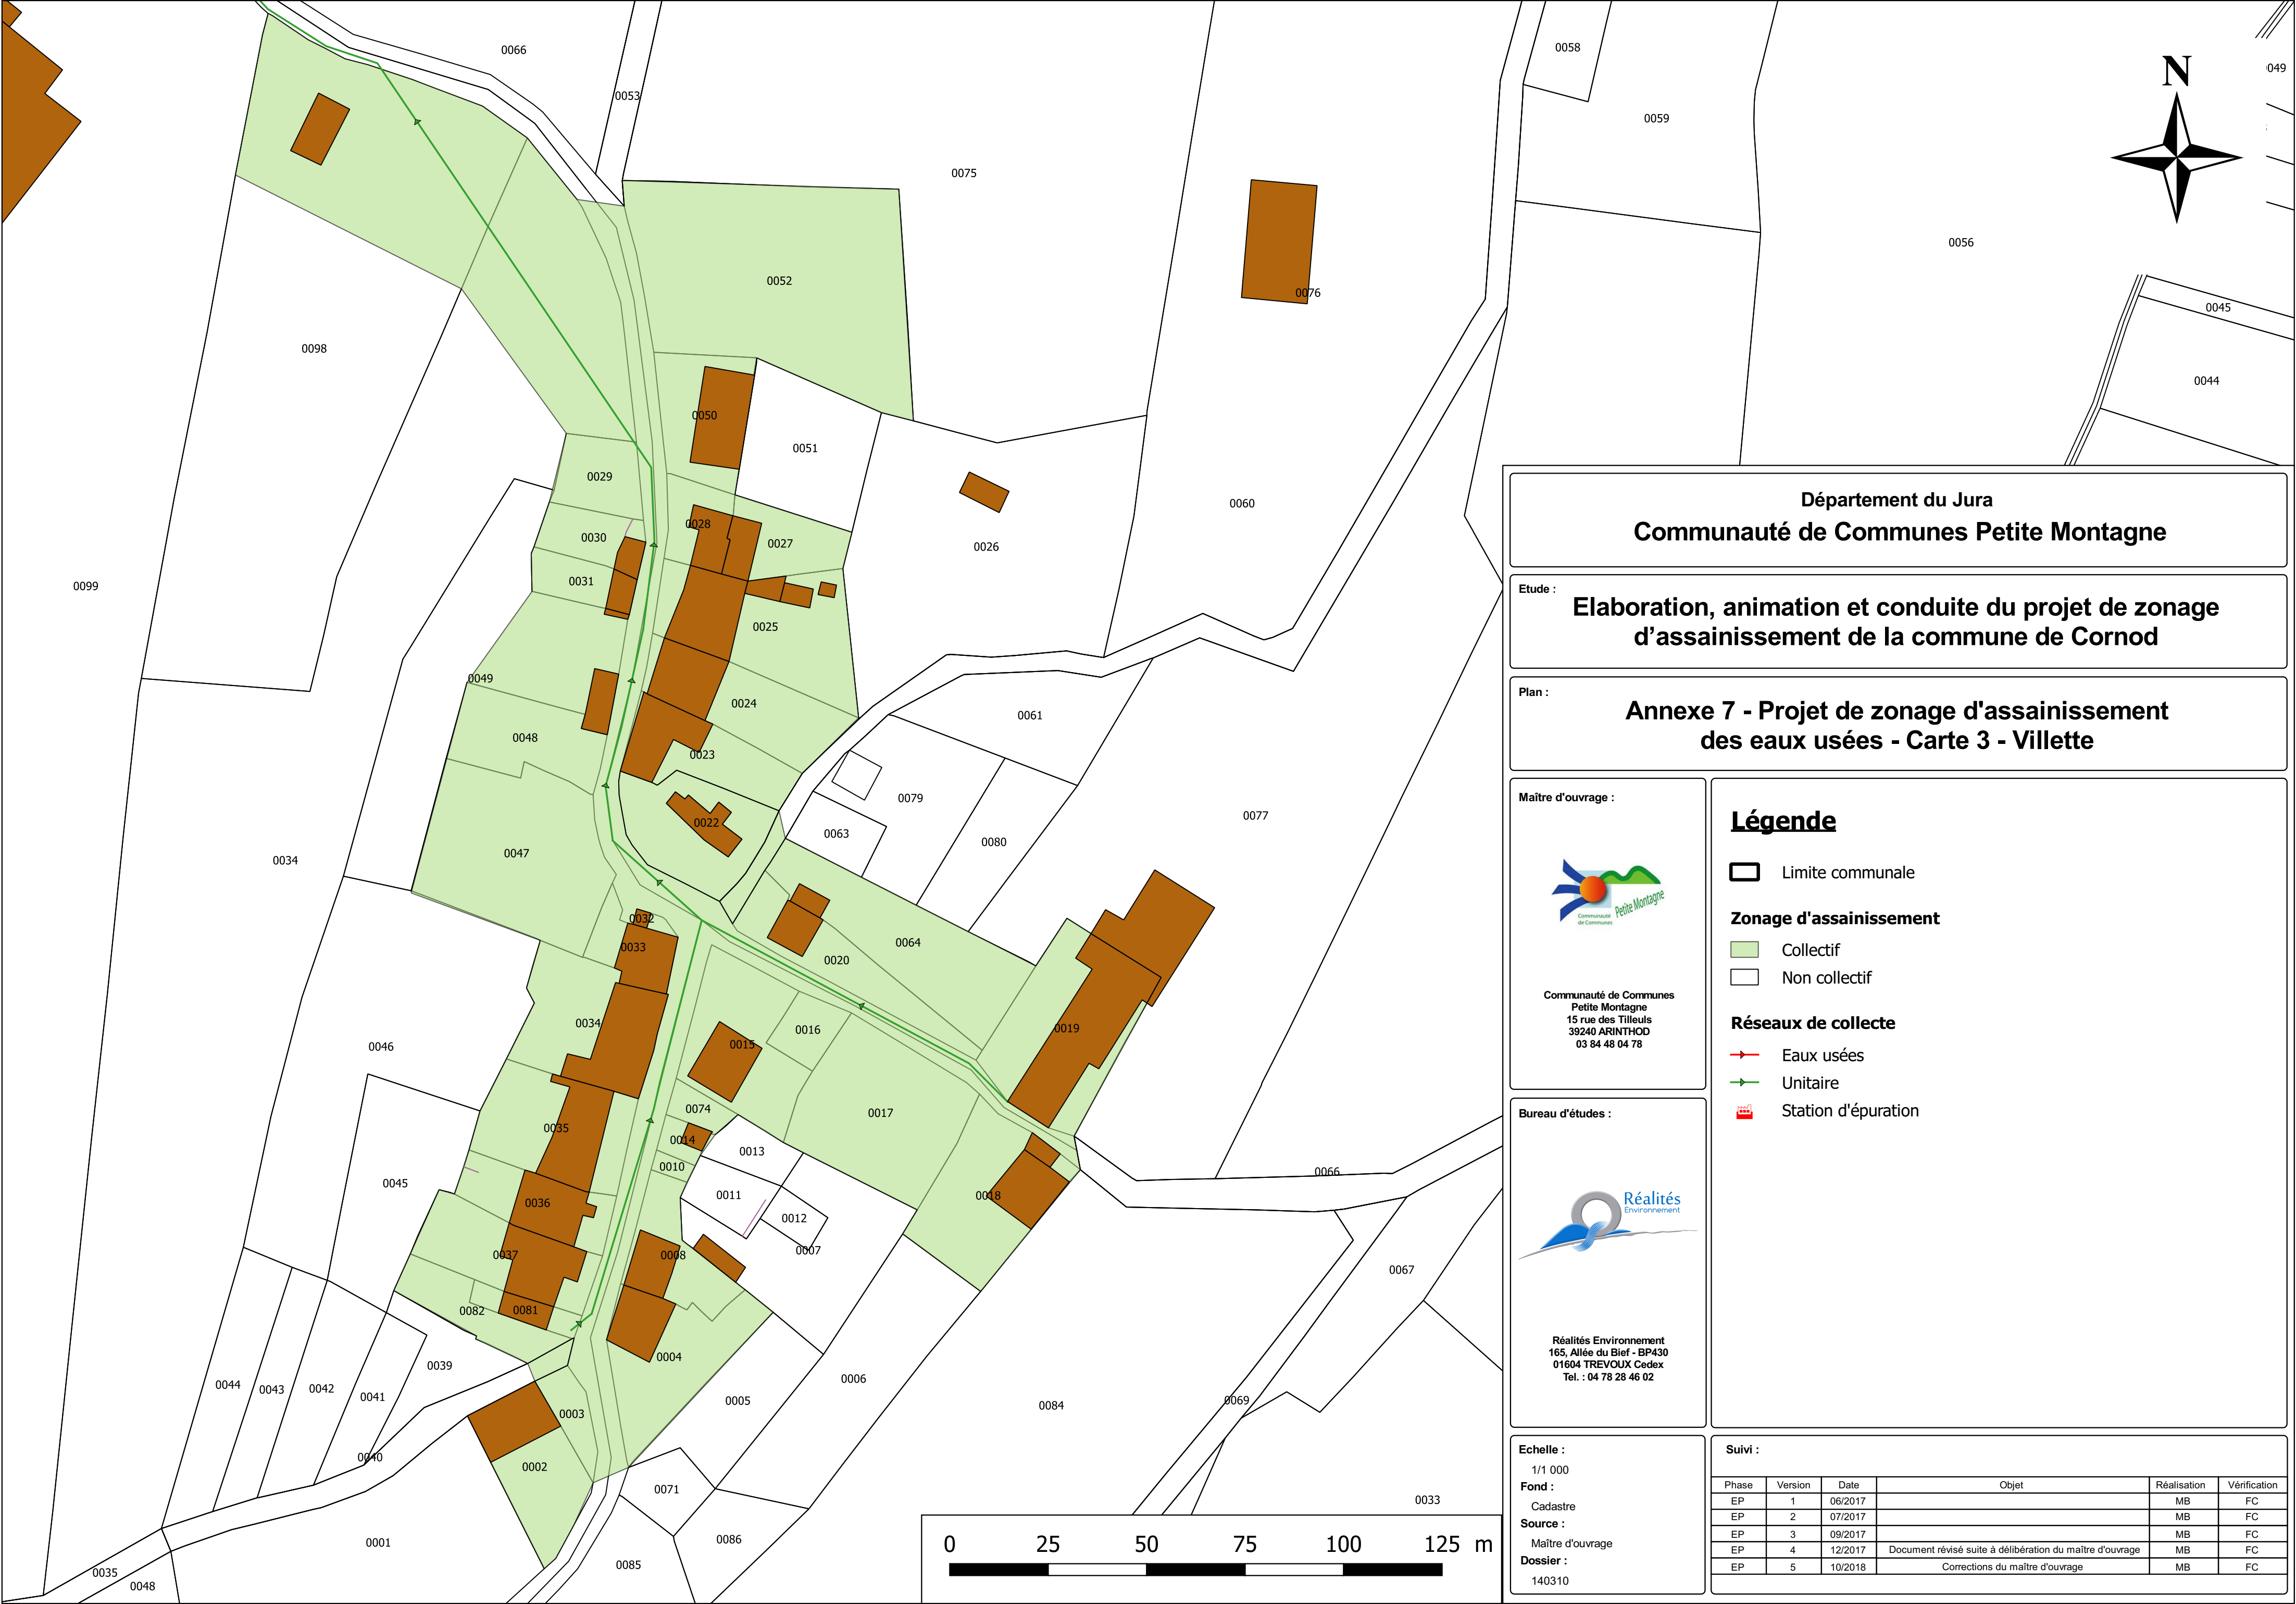 0066
0053
0058
0059
N
049
0075
0056
0052
0076
0045
0098
0044
0050
0051
0029
0060
0028
0030
0027
0026
0031
0099
0025
0049
0024
0061
0048
0023
0079
0022
0077
0063
0080
0047
0034
0032
0064
0033
0020
0034
0019
0016
0015
0046
0074
0017
0035
0014
0013
0010
0066
0045
0011
0018
0036
0012
0007
0037
0008
0067
0082
0081
0004
0039
0006
0044
0043
0042
0041
0005
0069
0084
0003
0040
0002
0071
0033
0001
0086
0085
0035
0048
0 25 50 75 100 125 m
Département du Jura
Communauté de Communes Petite Montagne
Etude :
Elaboration, animation et conduite du projet de zonage
d’assainissement de la commune de Cornod
Plan :
Annexe 7 - Projet de zonage d'assainissement
des eaux usées - Carte 3 - Villette
Maître d'ouvrage :
Communauté
de Communes
Petite Montagne
Communauté de Communes
Petite Montagne
15 rue des Tilleuls
39240 ARINTHOD
03 84 48 04 78
Bureau d'études :
Réalités
Environnement
Réalités Environnement
165, Allée du Bief - BP430
01604 TREVOUX Cedex
Tel. : 04 78 28 46 02
Légende
Limite communale
Zonage d'assainissement
Collectif
Non collectif
Réseaux de collecte
Eaux usées
Unitaire
Station d'épuration
Echelle :
1/1 000
Fond :
Cadastre
Source :
Maître d'ouvrage
Dossier :
140310
Suivi :
Phase Version Date Objet Réalisation Vérification
EP 1 06/2017 MB FC
EP 2 07/2017 MB FC
EP 3 09/2017 MB FC
EP 4 12/2017 Document révisé suite à délibération du maître d'ouvrage MB FC
EP 5 10/2018 Corrections du maître d'ouvrage MB FC